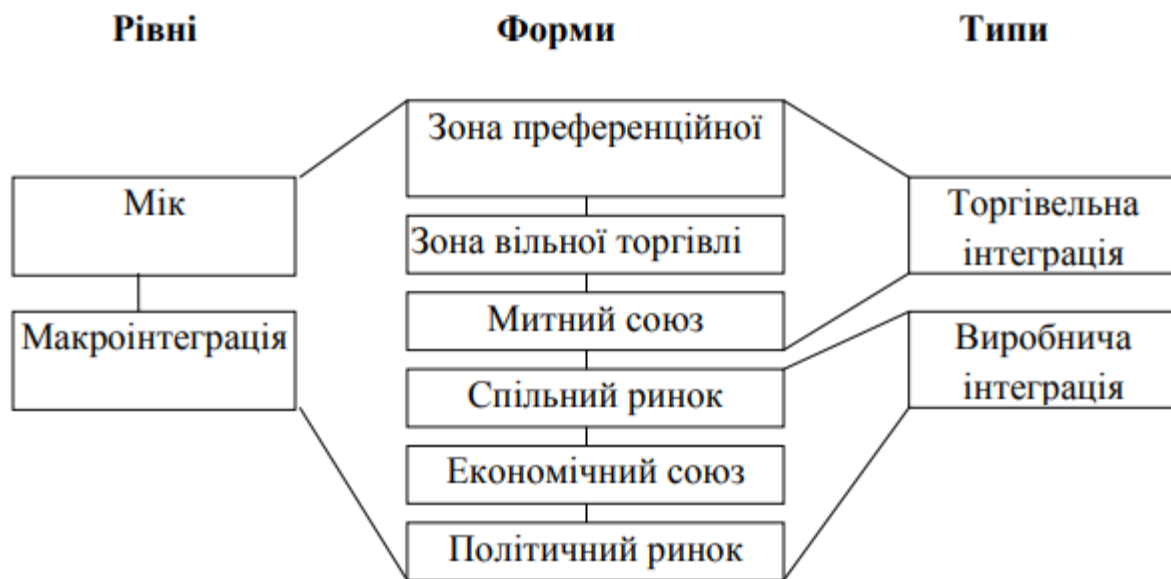 Рівні Форми Типи
Зона преференційної
Мік
Торгівельна
інтеграція
Зона вільної торгівлі
Митний союз
Макроінтеграція
Виробнича
інтеграція
Спільний ринок
Економічний союз
Політичний ринок